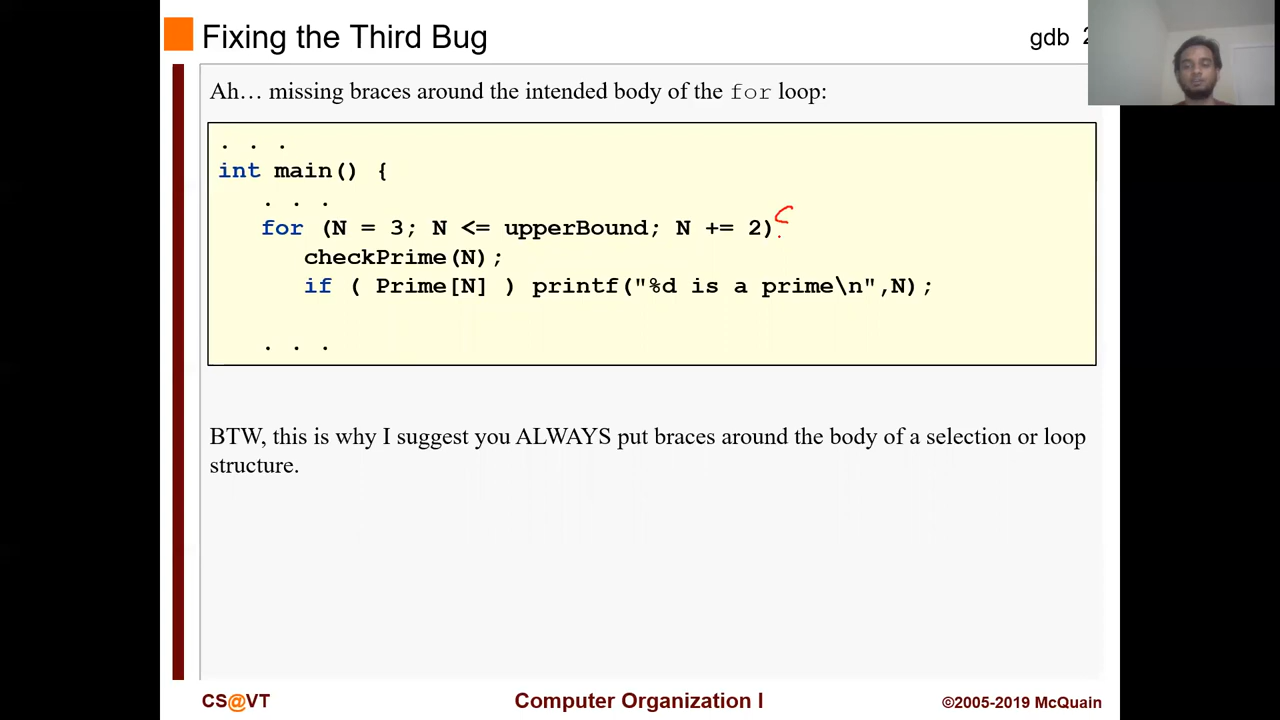 Fixing the Third Bug
gdb
Ah… missing braces around the intended body of the for loop:
. . .
int main() {
. . .
for (N = 3; N <= upperBound; N += 2)
checkPrime(N);
if ( Prime[N] ) printf("%d is a prime\n",N);
. . .
BTW, this is why I suggest you ALWAYS put braces around the body of a selection or loop
structure.
CS@VT
Computer Organization I
©2005-2019 McQuain